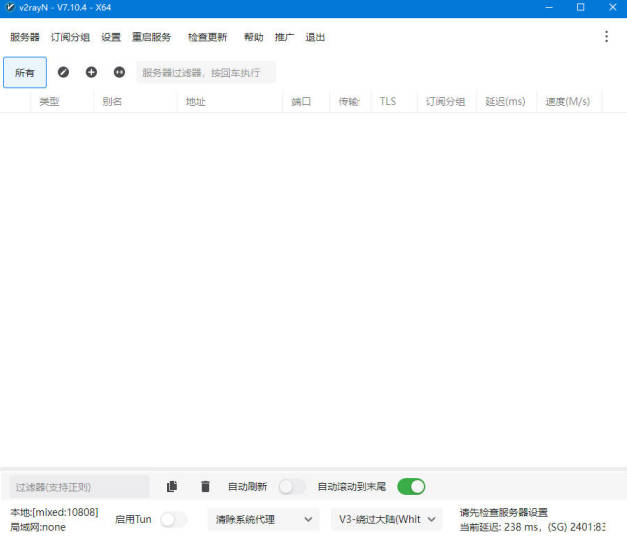 v2rayN - V7.10.4 - X64
服务器 订阅分组 设置 重启服务 检查更新 帮助 推广 退出
所有 服务器过滤器，按回车执行
类型 别名 地址 端口 传输 TLS 订阅分组 延迟(ms) 速度(M/s)
过滤器(支持正则) 自动刷新 自动滚动到末尾
本地:[mixed:10808] 启用Tun 清除系统代理 V3-绕过大陆(Whit 请先检查服务器设置
局域网:none 当前延迟: 238 ms，(SG) 2401:83